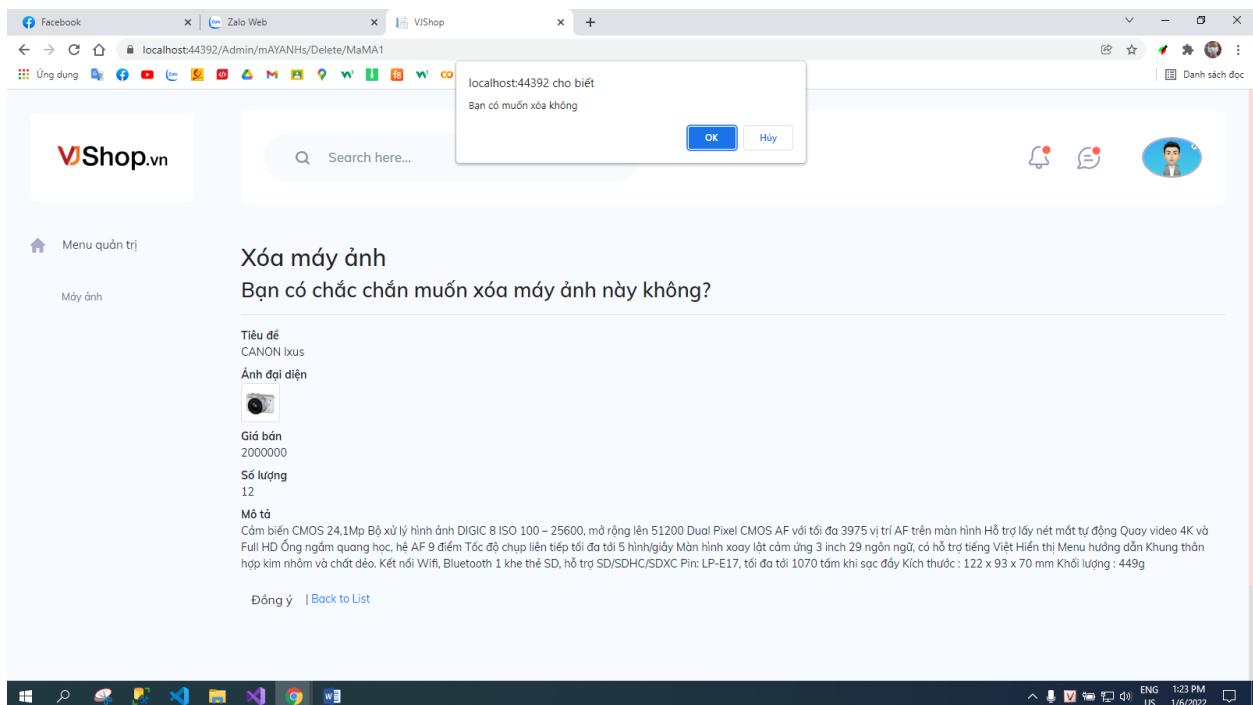 Facebook
Zalo Web
VJShop
localhost:44392/Admin/mAYANHs/Delete/MaMA1
Ứng dụng
Danh sách đọc
localhost:44392 cho biết
Bạn có muốn xóa không
OK
Hủy
VJShop.vn
Search here...
Menu quản trị
Máy ảnh
Xóa máy ảnh
Bạn có chắc chắn muốn xóa máy ảnh này không?
Tiêu đề
CANON Ixus
Ảnh đại diện
Giá bán
2000000
Số lượng
12
Mô tả
Cảm biến CMOS 24,1Mp Bộ xử lý hình ảnh DIGIC 8 ISO 100 – 25600, mở rộng lên 51200 Dual Pixel CMOS AF với tối đa 3975 vị trí AF trên màn hình Hỗ trợ lấy nét mắt tự động Quay video 4K và
Full HD Ống ngắm quang học, hệ AF 9 điểm Tốc độ chụp liên tiếp tối đa tới 5 hình/giây Màn hình xoay lật cảm ứng 3 inch 29 ngôn ngữ, có hỗ trợ tiếng Việt Hiển thị Menu hướng dẫn Khung thân
hợp kim nhôm và chất dẻo. Kết nối Wifi, Bluetooth 1 khe thẻ SD, hỗ trợ SD/SDHC/SDXC Pin: LP-E17, tối đa tới 1070 tấm khi sạc đầy Kích thước : 122 x 93 x 70 mm Khối lượng : 449g
Đồng ý | Back to List
ENG 1:23 PM
US 1/6/2022